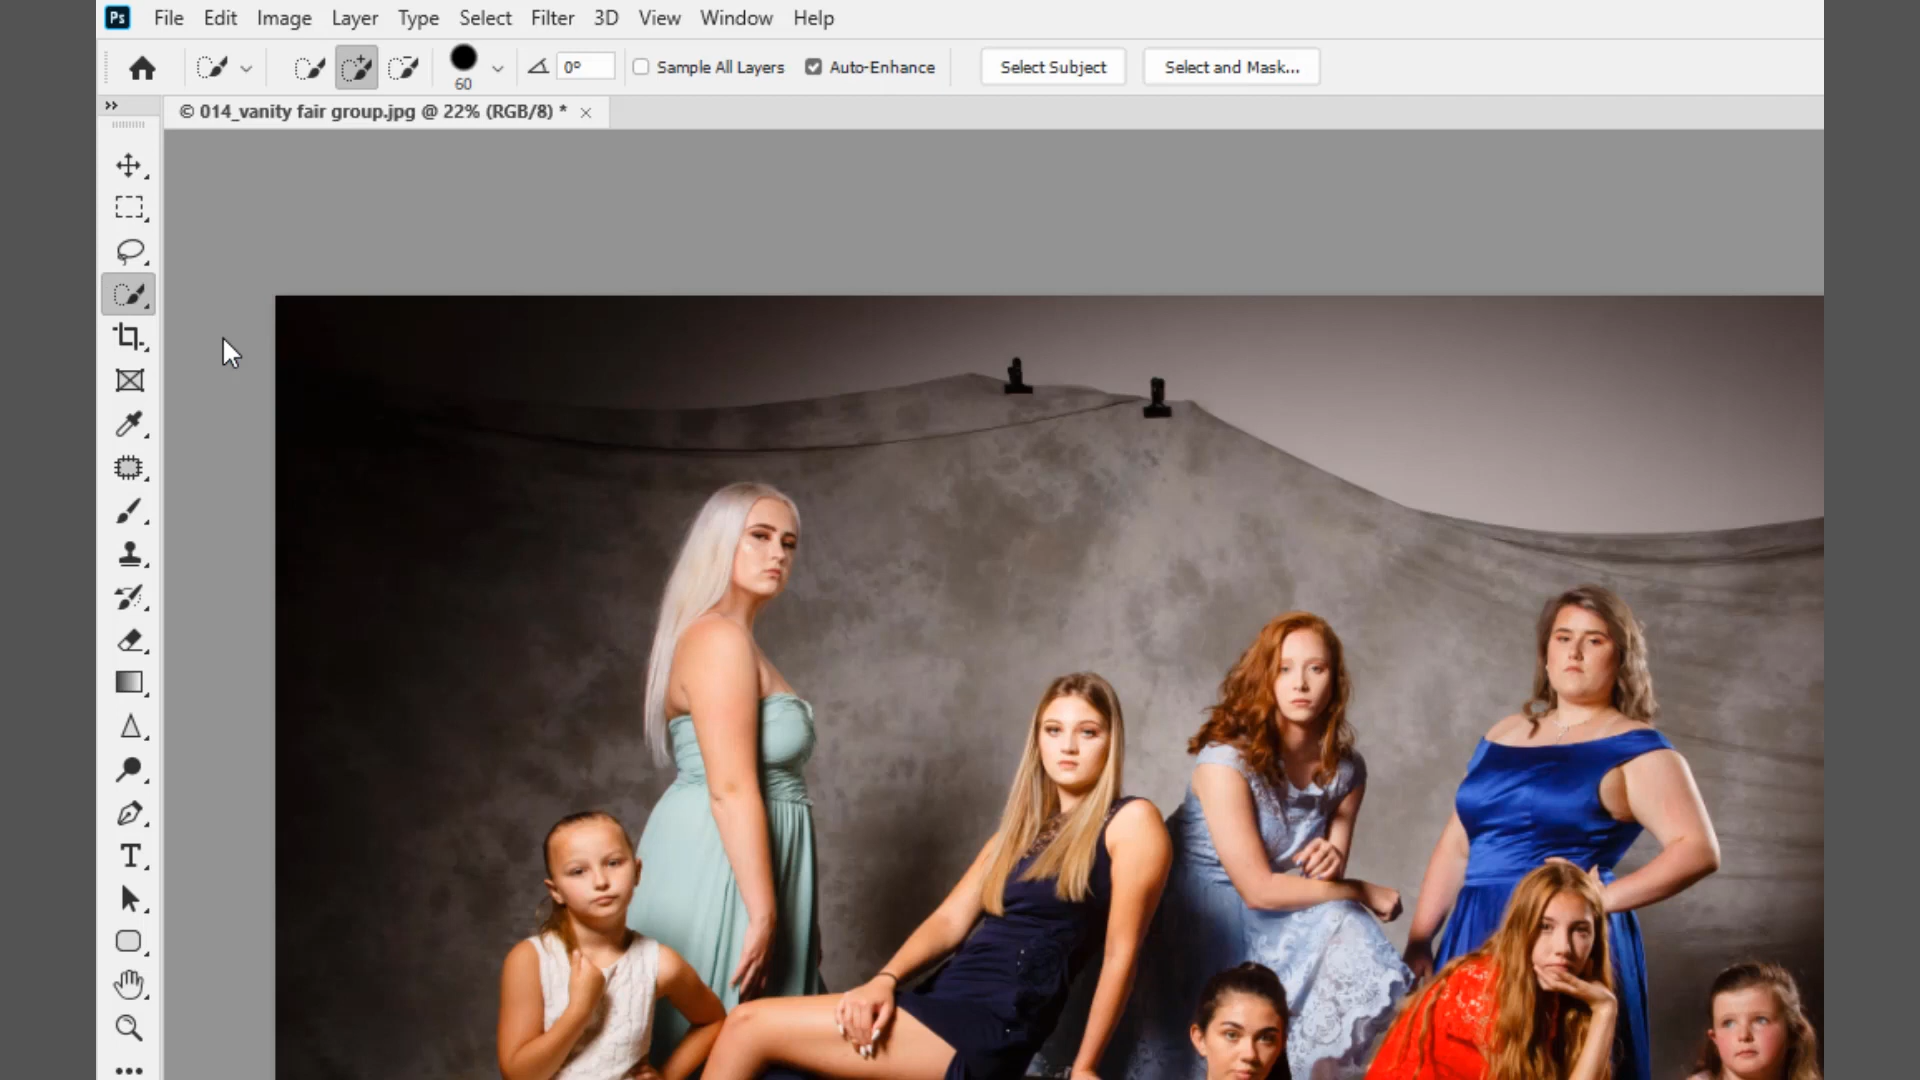 Ps File Edit Image Layer Type Select Filter 3D View Window Help
60 0° Sample All Layers Auto-Enhance Select Subject Select and Mask...
© 014_vanity fair group.jpg @ 22% (RGB/8) * ×
T